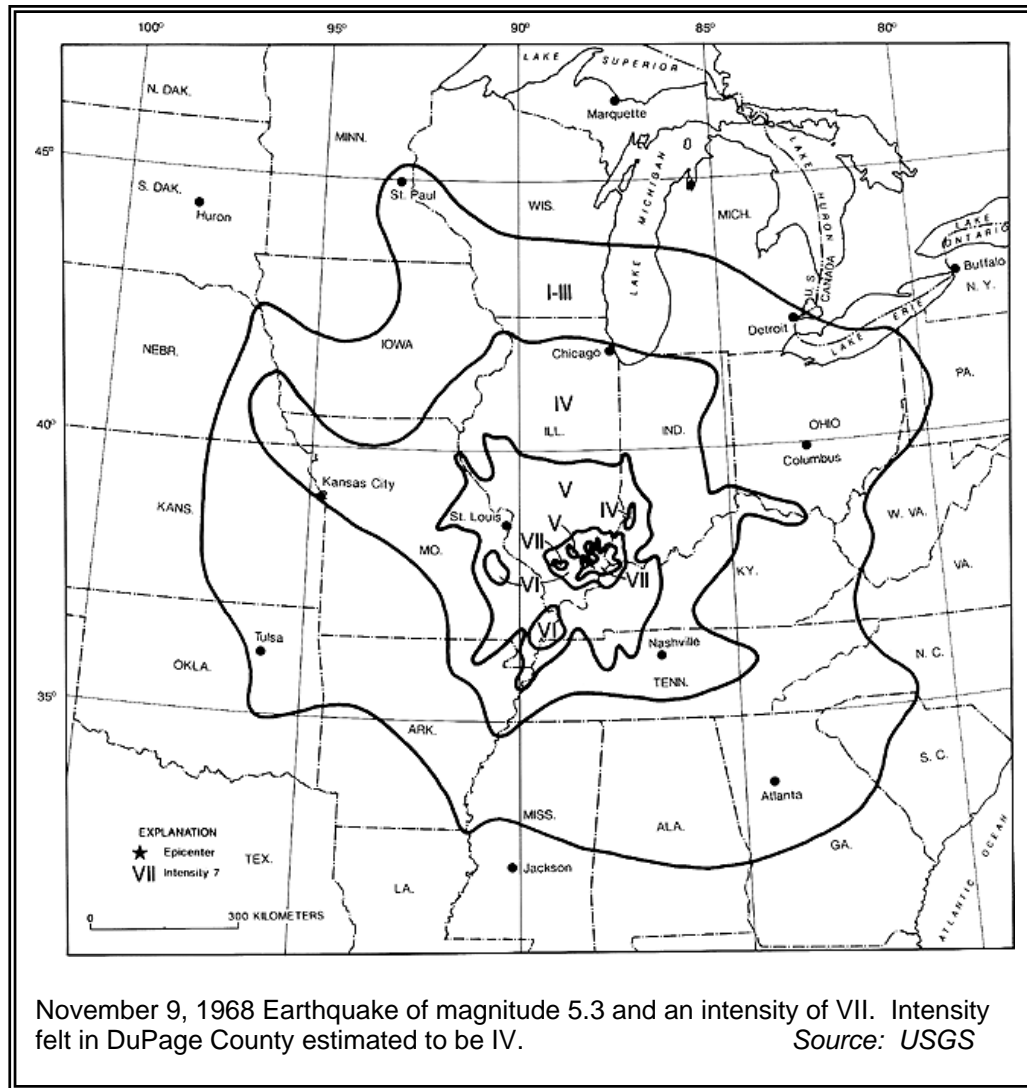 100° 95° 90° 85° 80°
LAKE SUPERIOR
N. DAK.
Marquette
MINN.
45°
S. DAK.
St. Paul
WIS.
LAKE MICHIGAN
MICH.
LAKE HURON
Huron
LAKE ONTARIO
Buffalo
N. Y.
U. S.
CANADA
I-III
LAKE ERIE
Detroit
NEBR.
IOWA
Chicago
PA.
IV
ILL.
IND.
OHIO
40°
Columbus
Kansas City
V
KANS.
St. Louis
IV
V
W. VA.
VII
MO.
VI
VII
KY.
VA.
VI
Tulsa
Nashville
N. C.
OKLA.
TENN.
35°
ARK.
S. C.
Atlanta
MISS.
ALA.
GA.
EXPLANATION
Epicenter
VII Intensity 7
TEX.
Jackson
LA.
ATLANTIC OCEAN
0 300 KILOMETERS
November 9, 1968 Earthquake of magnitude 5.3 and an intensity of VII. Intensity
felt in DuPage County estimated to be IV. Source: USGS